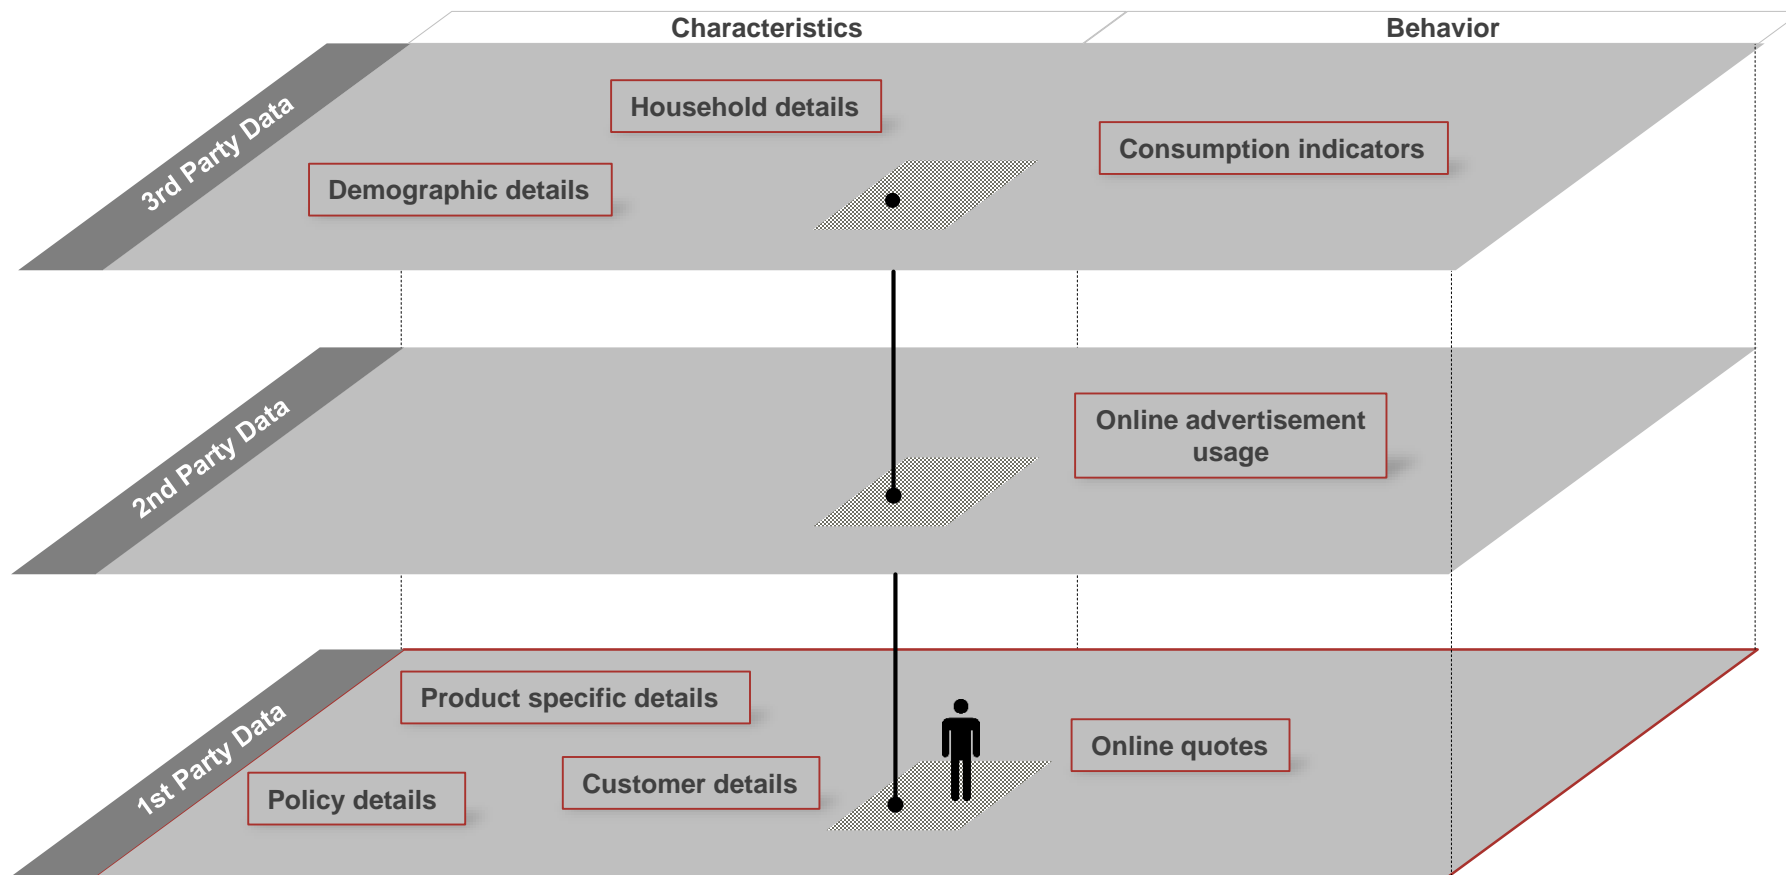 Characteristics
Behavior
3rd Party Data
Household details
Consumption indicators
Demographic details
2nd Party Data
Online advertisement
usage
1st Party Data
Product specific details
Online quotes
Customer details
Policy details